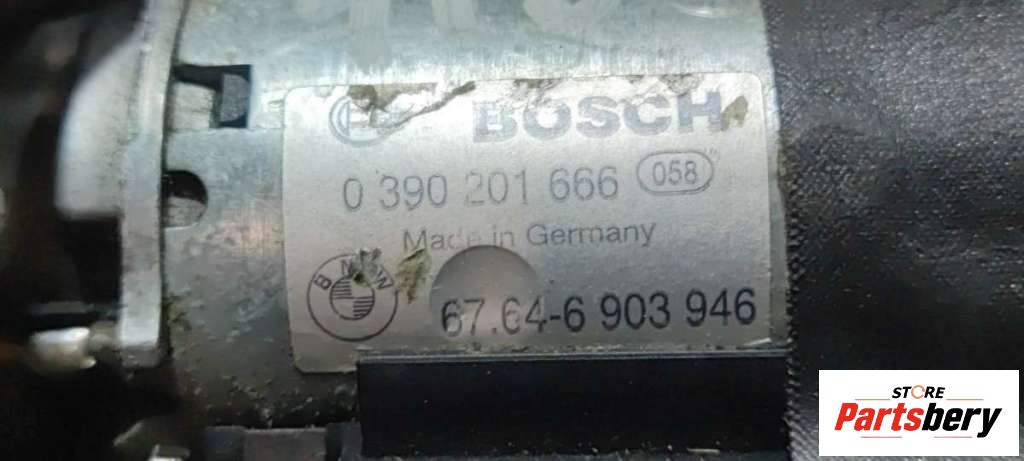 BOSCH
0 390 201 666 058
Made in Germany
BMW
67.64-6 903 946
STORE
Partsbery